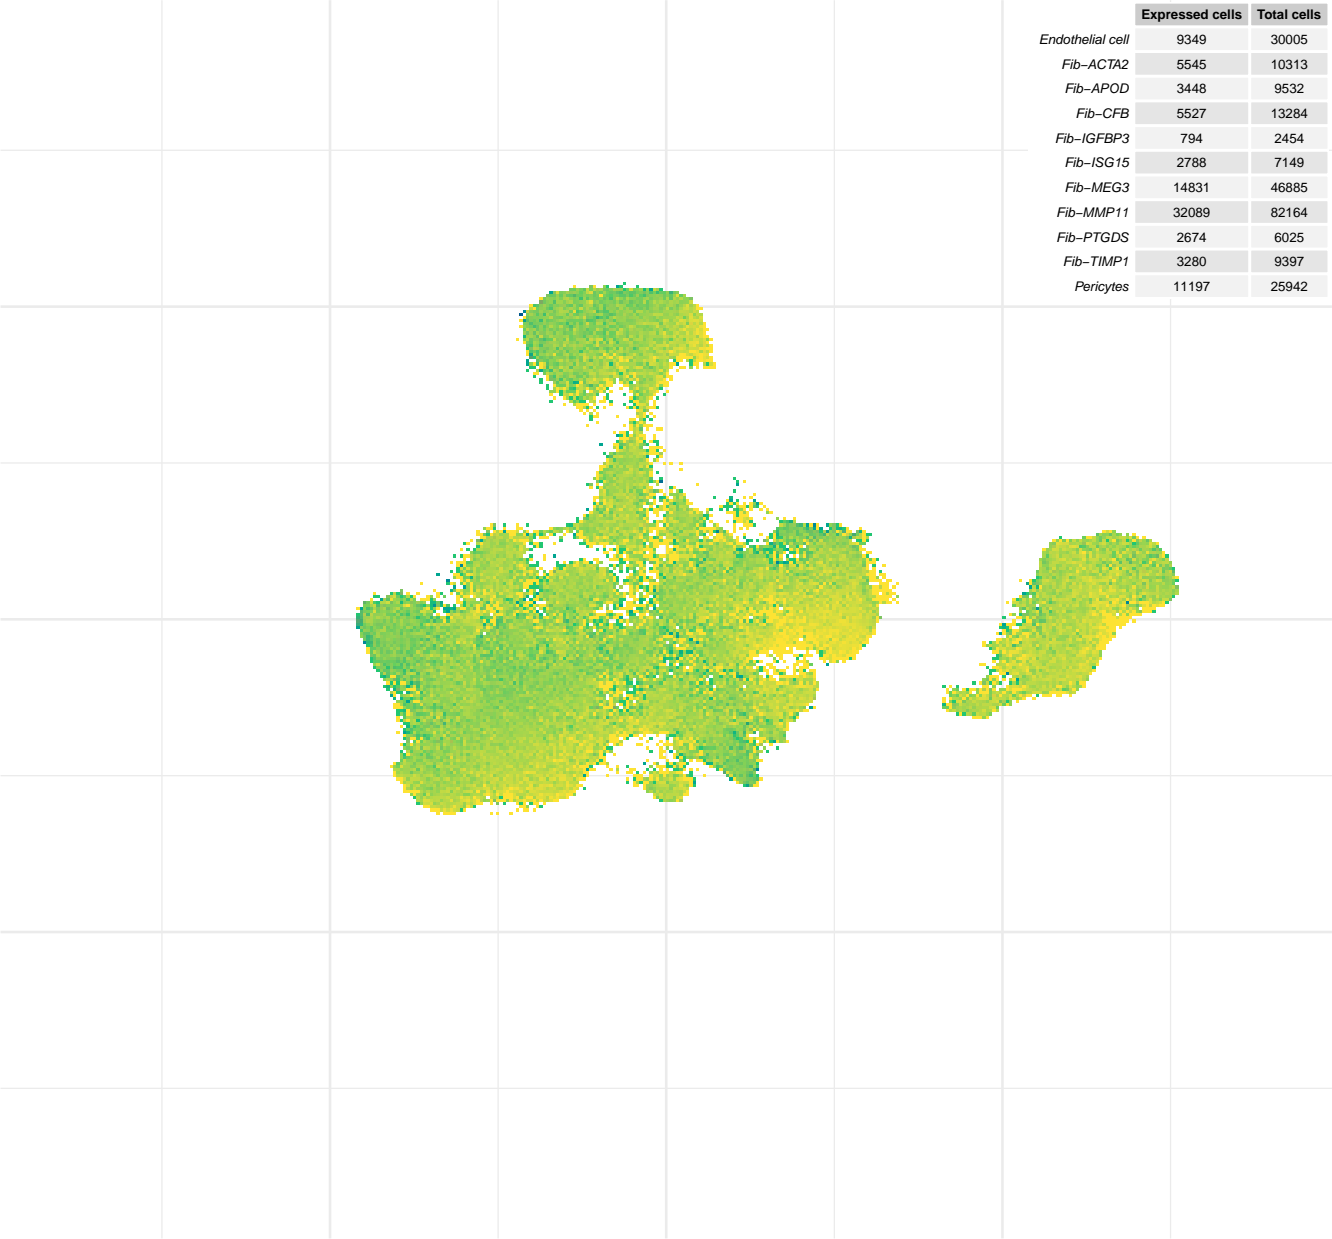 Expressed cells Total cells
Endothelial cell 9349 30005
Fib−ACTA2 5545 10313
Fib−APOD 3448 9532
Fib−CFB 5527 13284
Fib−IGFBP3 794 2454
Fib−ISG15 2788 7149
Fib−MEG3 14831 46885
Fib−MMP11 32089 82164
Fib−PTGDS 2674 6025
Fib−TIMP1 3280 9397
Pericytes 11197 25942